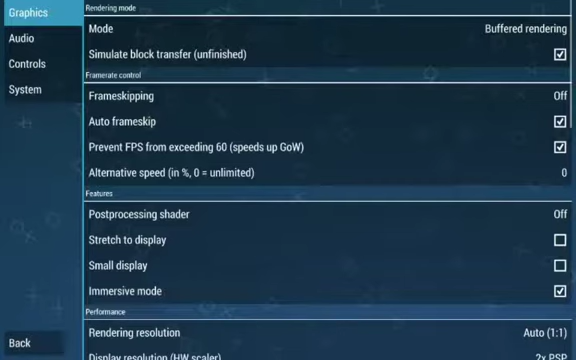 Graphics
Audio
Controls
System
Back
Rendering mode
Mode Buffered rendering
Simulate block transfer (unfinished)
Framerate control
Frameskipping Off
Auto frameskip
Prevent FPS from exceeding 60 (speeds up GoW)
Alternative speed (in %, 0 = unlimited) 0
Features
Postprocessing shader Off
Stretch to display
Small display
Immersive mode
Performance
Rendering resolution Auto (1:1)
Display resolution (HW scaler) 2x PSP